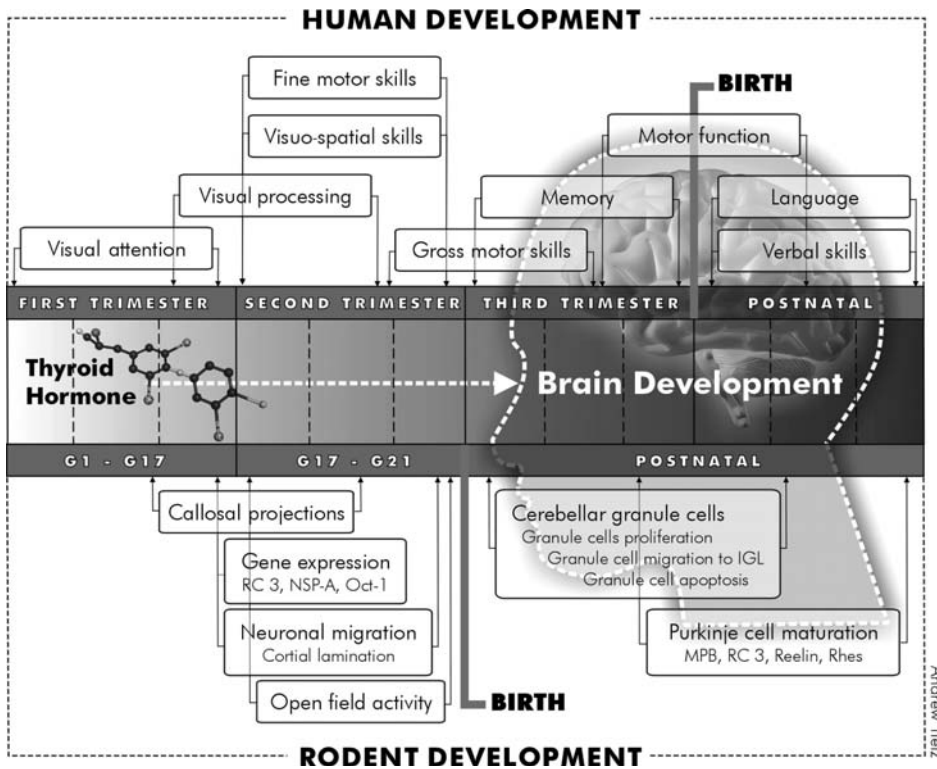 HUMAN DEVELOPMENT
Fine motor skills
BIRTH
Visuo-spatial skills
Motor function
Visual processing
Memory
Language
Visual attention
Gross motor skills
Verbal skills
FIRST TRIMESTER
SECOND TRIMESTER
THIRD TRIMESTER
POSTNATAL
Thyroid
Hormone
Brain Development
G1 - G17
G17 - G21
POSTNATAL
Callosal projections
Cerebellar granule cells
Granule cells proliferation
Granule cell migration to IGL
Granule cell apoptosis
Gene expression
RC 3, NSP-A, Oct-1
Neuronal migration
Cortial lamination
Purkinje cell maturation
MPB, RC 3, Reelin, Rhes
Open field activity
BIRTH
RODENT DEVELOPMENT
Andrew